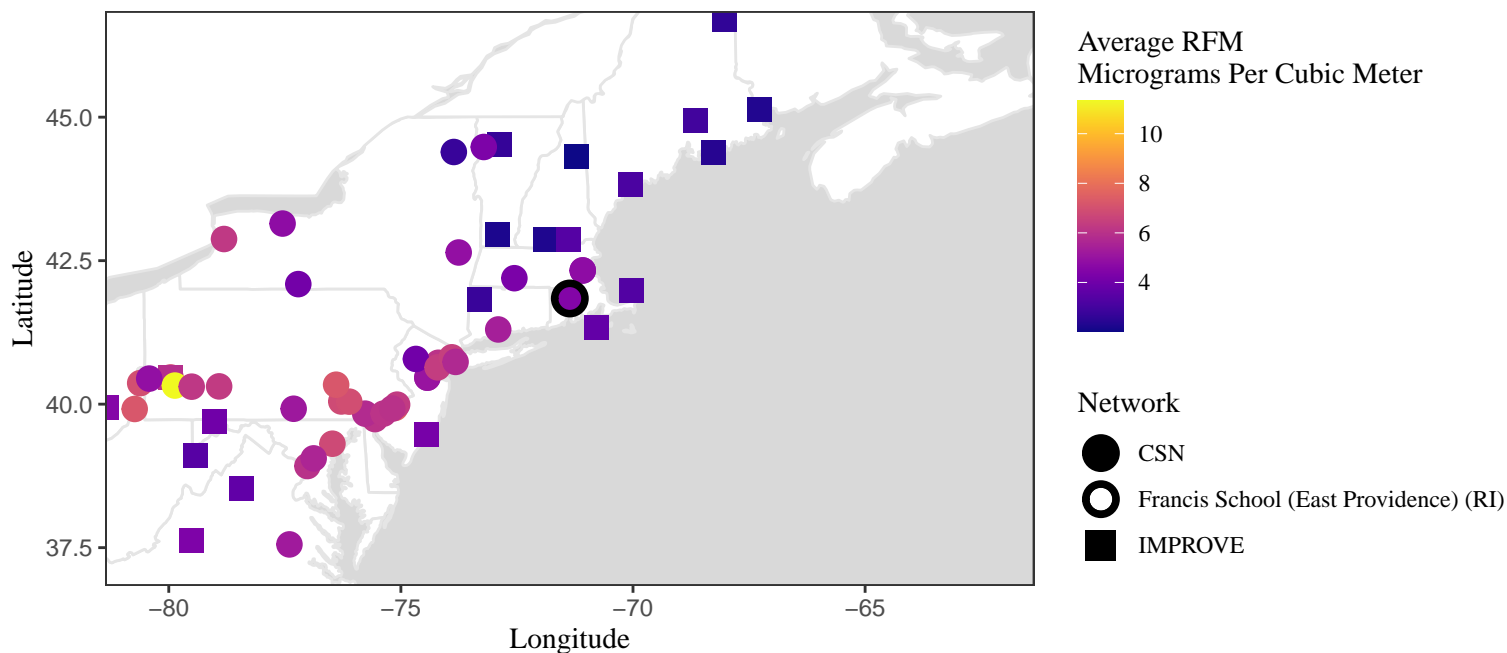 45.0
42.5
40.0
37.5
Latitude
−80
−75
−70
−65
Longitude
Average RFM
Micrograms Per Cubic Meter
10
8
6
4
Network
CSN
Francis School (East Providence) (RI)
IMPROVE